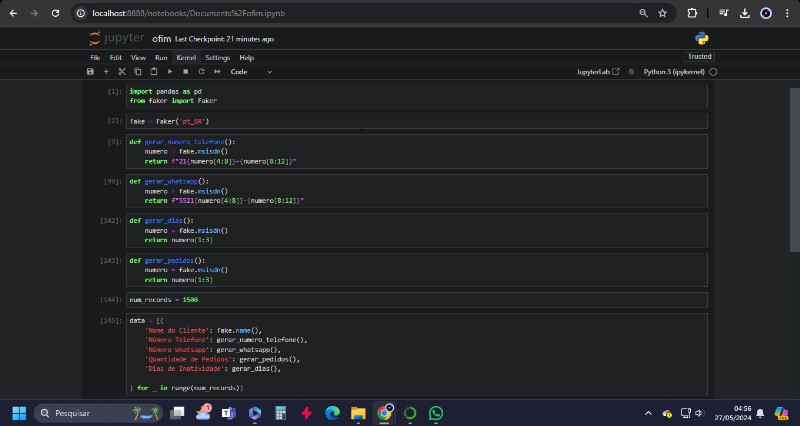 localhost:8888/notebooks/Documents%2Fofim.ipynb
jupyter ofim Last Checkpoint: 21 minutes ago
File Edit View Run Kernel Settings Help
Trusted
Code
JupyterLab
Python 3 (ipykernel)
[1]:
import pandas as pd
from faker import Faker
[2]:
fake = Faker('pt_BR')
[3]:
def gerar_numero_telefone():
numero = fake.msisdn()
return f"21{numero[4:8]}-{numero[8:12]}"
[49]:
def gerar_whatsapp():
numero = fake.msisdn()
return f"5521{numero[4:8]}-{numero[8:12]}"
[142]:
def gerar_dias():
numero = fake.msisdn()
return numero[1:3]
[143]:
def gerar_pedidos():
numero = fake.msisdn()
return numero[1:3]
[144]:
num_records = 1500
[145]:
data = [{
'Nome do Cliente': fake.name(),
'Número Telefone': gerar_numero_telefone(),
'Número Whatsapp': gerar_whatsapp(),
'Quantidade de Pedidos': gerar_pedidos(),
'Dias de Inatividade': gerar_dias(),
} for _ in range(num_records)]
Pesquisar
04:56
27/05/2024